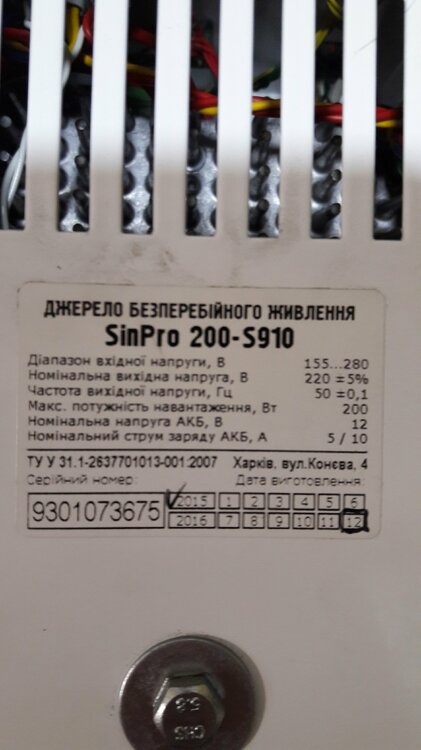 ДЖЕРЕЛО БЕЗПЕРЕБІЙНОГО ЖИВЛЕННЯ
SinPro 200-S910
Діапазон вхідної напруги, В 155...280
Номінальна вихідна напруга, В 220 ±5%
Частота вихідної напруги, Гц 50 ±0,1
Макс. потужність навантаження, Вт 200
Номінальна напруга АКБ, В 12
Номінальний струм заряду АКБ, А 5 / 10
ТУ У 31.1-2637701013-001:2007 Харків, вул.Конєва, 4
Серійний номер: Дата виготовлення:
9301073675 2015 1 2 3 4 5 6
2016 7 8 9 10 11 12
CHS
5.8